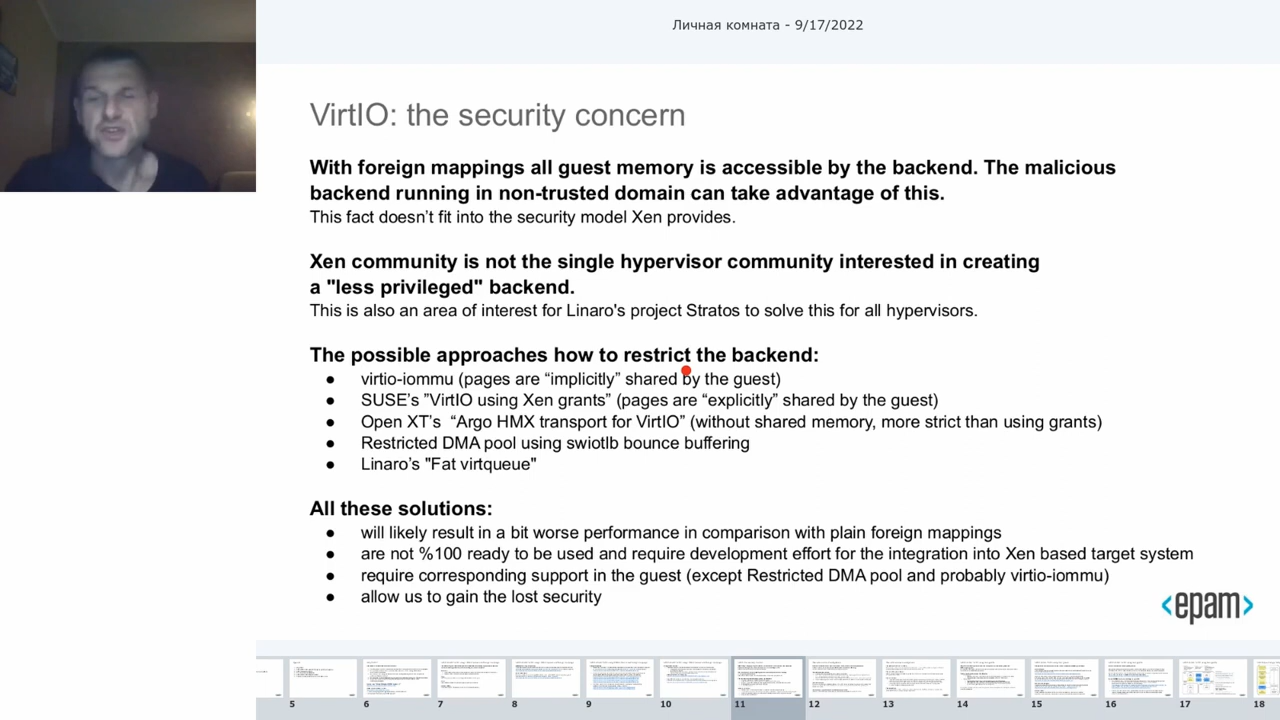 Личная комната - 9/17/2022
VirtIO: the security concern
With foreign mappings all guest memory is accessible by the backend. The malicious
backend running in non-trusted domain can take advantage of this.
This fact doesn't fit into the security model Xen provides.
Xen community is not the single hypervisor community interested in creating
a "less privileged" backend.
This is also an area of interest for Linaro's project Stratos to solve this for all hypervisors.
The possible approaches how to restrict the backend:
● virtio-iommu (pages are “implicitly” shared by the guest)
● SUSE's ”VirtIO using Xen grants” (pages are “explicitly” shared by the guest)
● Open XT's “Argo HMX transport for VirtIO” (without shared memory, more strict than using grants)
● Restricted DMA pool using swiotlb bounce buffering
● Linaro's "Fat virtqueue"
All these solutions:
● will likely result in a bit worse performance in comparison with plain foreign mappings
● are not %100 ready to be used and require development effort for the integration into Xen based target system
● require corresponding support in the guest (except Restricted DMA pool and probably virtio-iommu)
● allow us to gain the lost security
<epam>
5 6 7 8 9 10 11 12 13 14 15 16 17 18